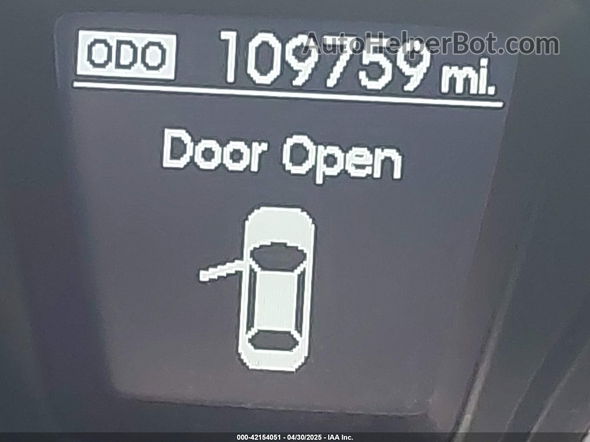 AutoHelperBot.com
ODO 109759 mi.
Door Open
000-42154051 - 04/30/2025 - IAA Inc.